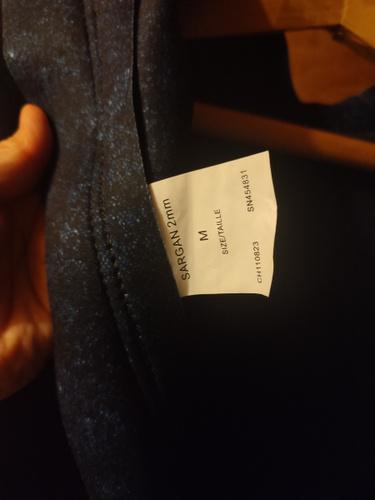 SARGAN 2mm
M
SIZE/TAILLE
SN454831
CH110823